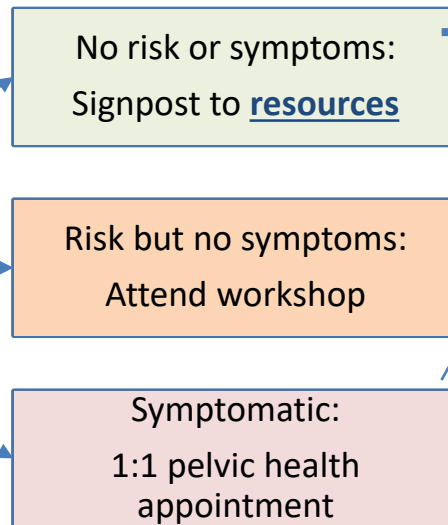 No risk or symptoms:
Signpost to resources
Risk but no symptoms:
Attend workshop
Symptomatic:
1:1 pelvic health
appointment